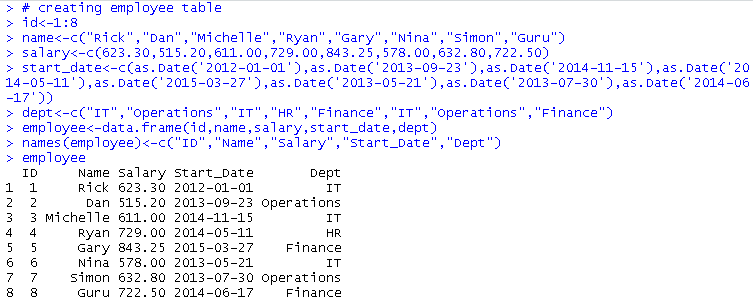 > # creating employee table
> id<-1:8
> name<-c("Rick","Dan","Michelle","Ryan","Gary","Nina","Simon","Guru")
> salary<-c(623.30,515.20,611.00,729.00,843.25,578.00,632.80,722.50)
> start_date<-c(as.Date('2012-01-01'),as.Date('2013-09-23'),as.Date('2014-11-15'),as.Date('20
14-05-11'),as.Date('2015-03-27'),as.Date('2013-05-21'),as.Date('2013-07-30'),as.Date('2014-06
-17'))
> dept<-c("IT","Operations","IT","HR","Finance","IT","Operations","Finance")
> employee<-data.frame(id,name,salary,start_date,dept)
> names(employee)<-c("ID","Name","Salary","Start_Date","Dept")
> employee
  ID     Name Salary Start_Date       Dept
1  1     Rick 623.30 2012-01-01         IT
2  2      Dan 515.20 2013-09-23 Operations
3  3 Michelle 611.00 2014-11-15         IT
4  4     Ryan 729.00 2014-05-11         HR
5  5     Gary 843.25 2015-03-27    Finance
6  6     Nina 578.00 2013-05-21         IT
7  7    Simon 632.80 2013-07-30 Operations
8  8     Guru 722.50 2014-06-17    Finance